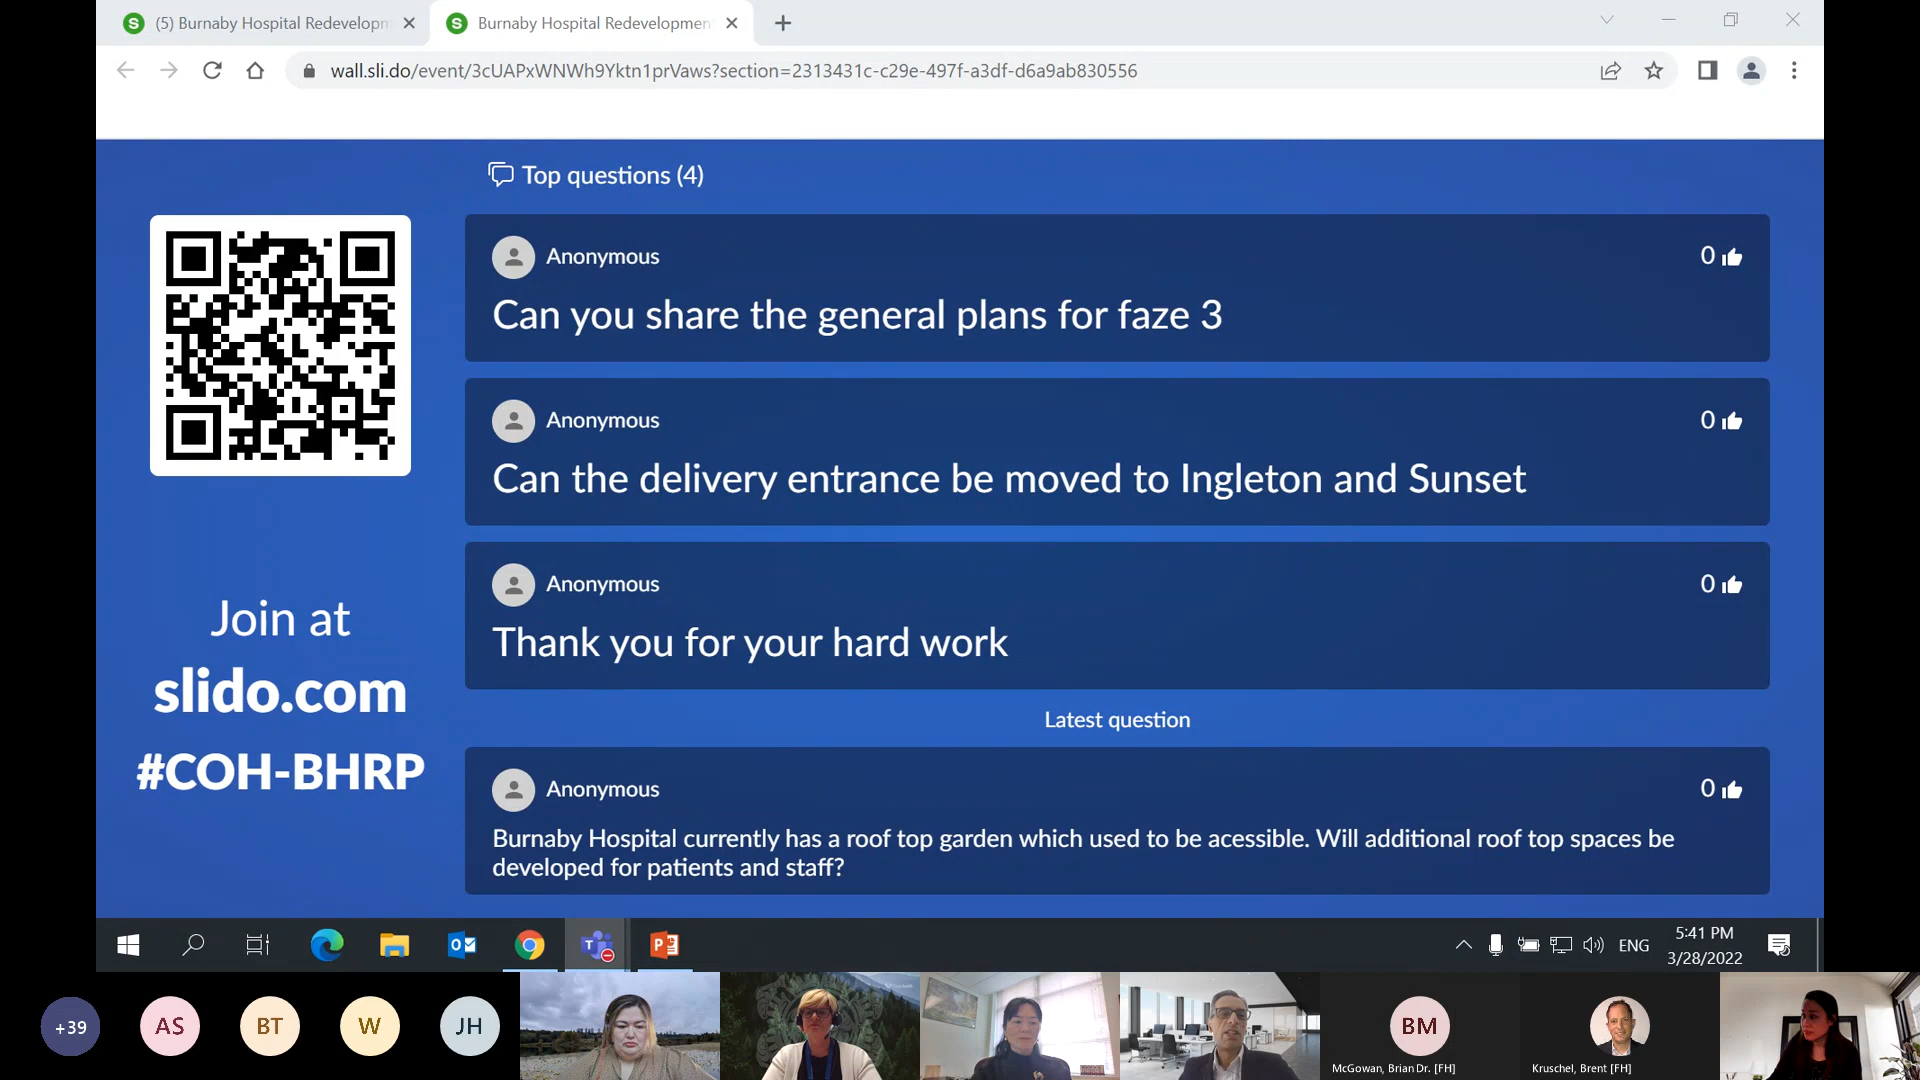 (5) Burnaby Hospital Redevelopm
Burnaby Hospital Redevelopmen
wall.sli.do/event/3cUAPxWNWh9Yktn1prVaws?section=2313431c-c29e-497f-a3df-d6a9ab830556
Top questions (4)
Anonymous
0
Can you share the general plans for faze 3
Anonymous
0
Can the delivery entrance be moved to Ingleton and Sunset
Anonymous
0
Thank you for your hard work
Join at
slido.com
#COH-BHRP
Latest question
Anonymous
0
Burnaby Hospital currently has a roof top garden which used to be acessible. Will additional roof top spaces be
developed for patients and staff?
ENG
5:41 PM
3/28/2022
+39
AS
BT
W
JH
BM
McGowan, Brian Dr. [FH]
Kruschel, Brent [FH]